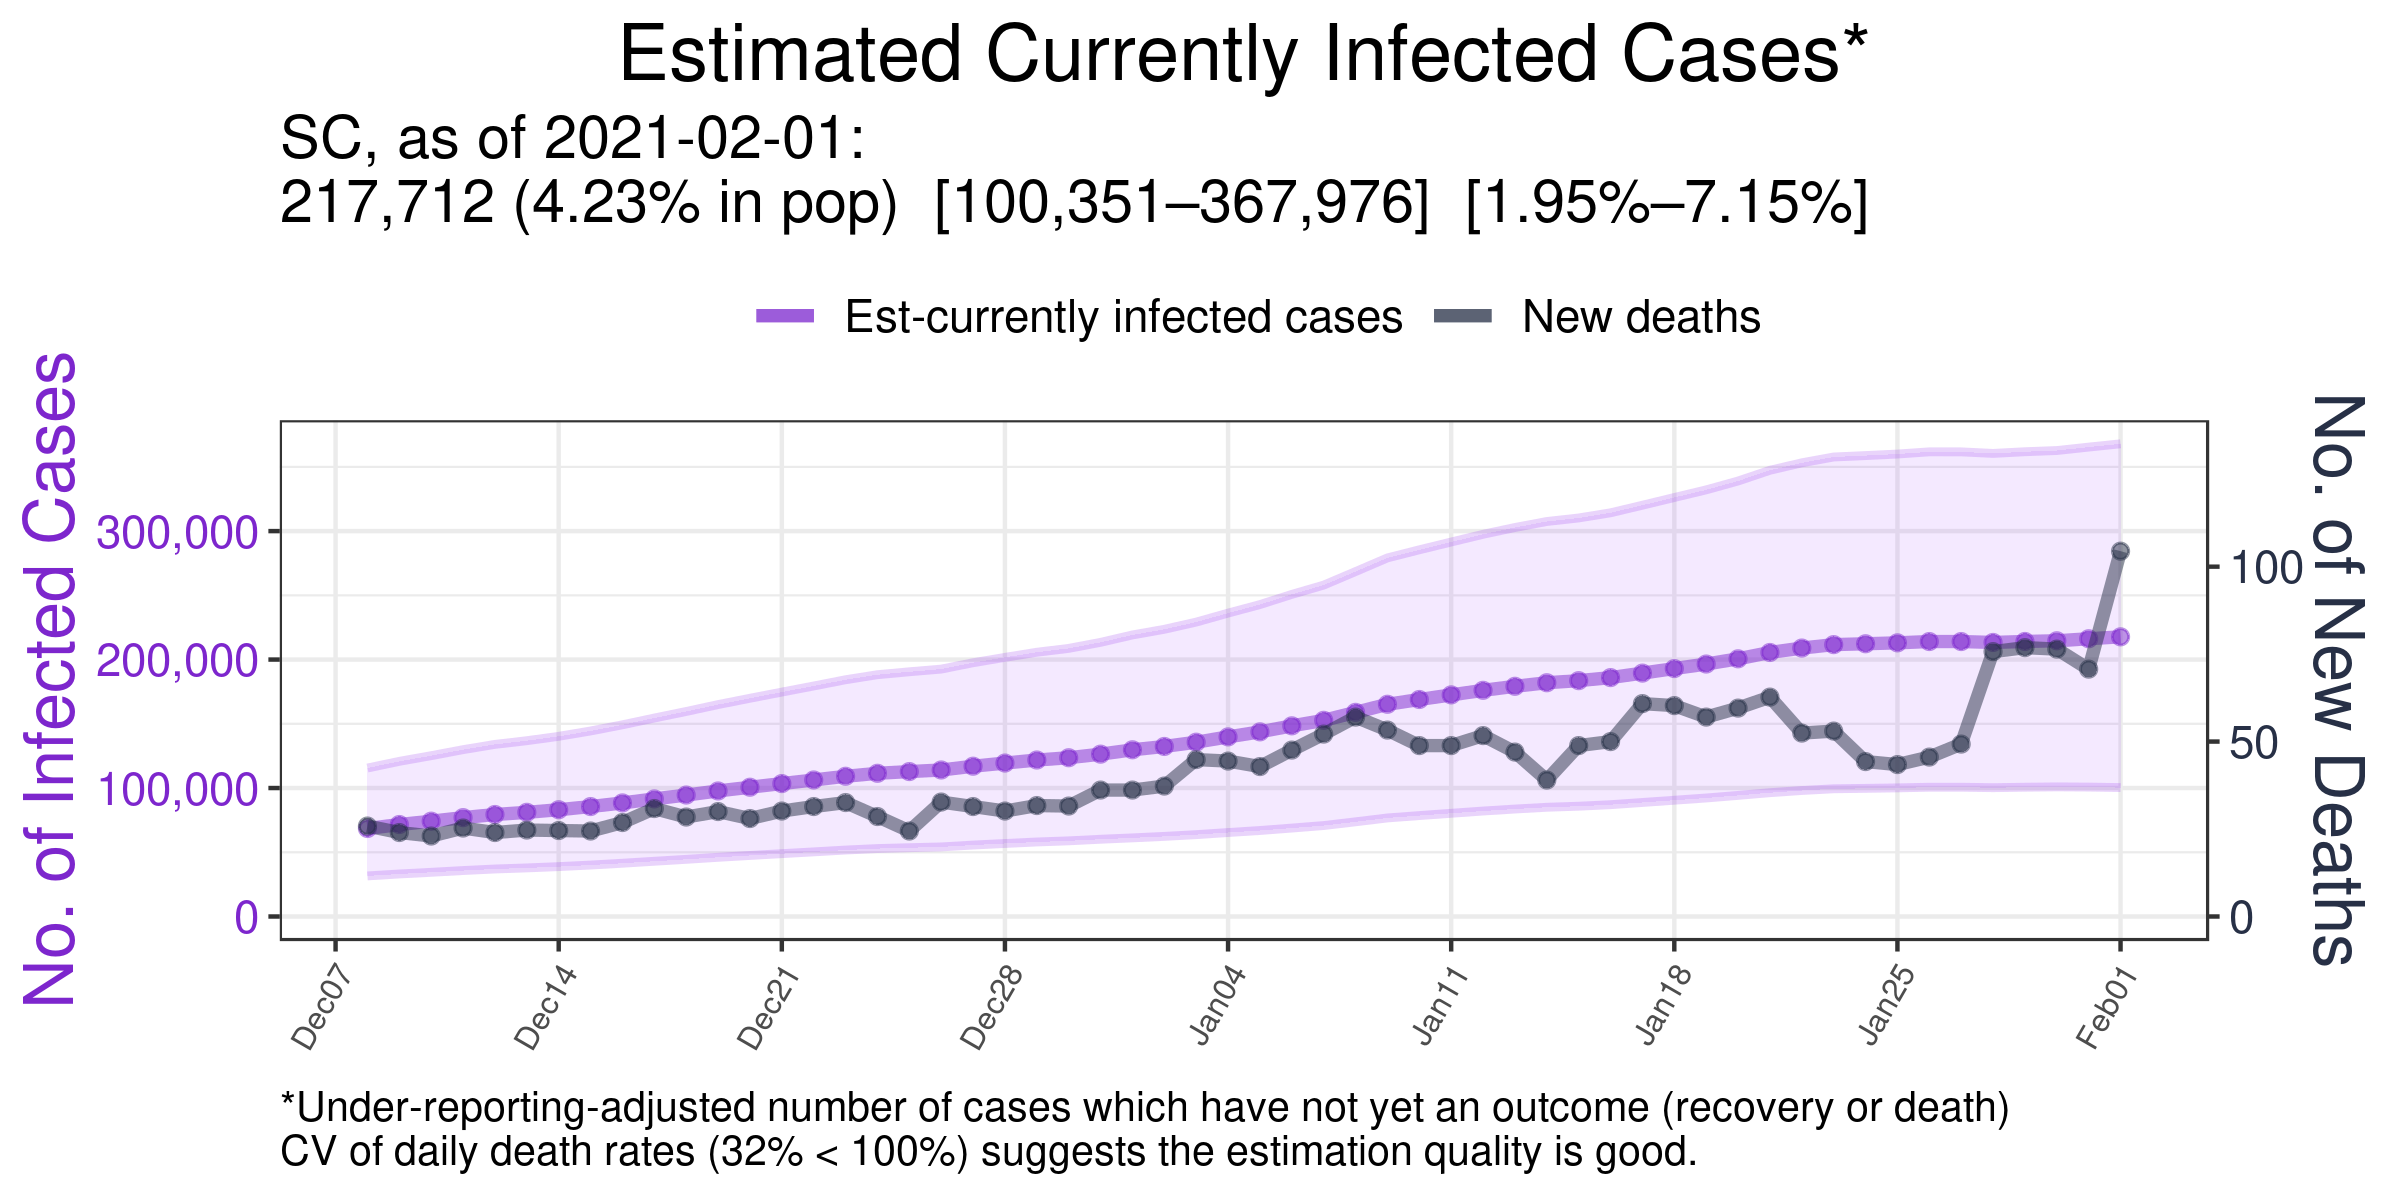 Estimated Currently Infected Cases*
SC, as of 2021-02-01:
217,712 (4.23% in pop)  [100,351–367,976]  [1.95%–7.15%]
Est-currently infected cases
New deaths
No. of Infected Cases
300,000
200,000
100,000
0
No. of New Deaths
100
50
0
Dec07
Dec14
Dec21
Dec28
Jan04
Jan11
Jan18
Jan25
Feb01
*Under-reporting-adjusted number of cases which have not yet an outcome (recovery or death)
CV of daily death rates (32% < 100%) suggests the estimation quality is good.